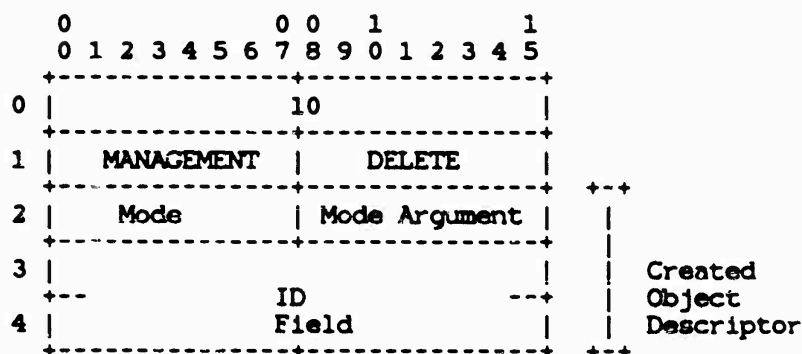 0 0 0 1 1
0 1 2 3 4 5 6 7 8 9 0 1 2 3 4 5
0 10
1 MANAGEMENT DELETE
2 Mode Mode Argument
3 Created
ID Object
4 Field Descriptor